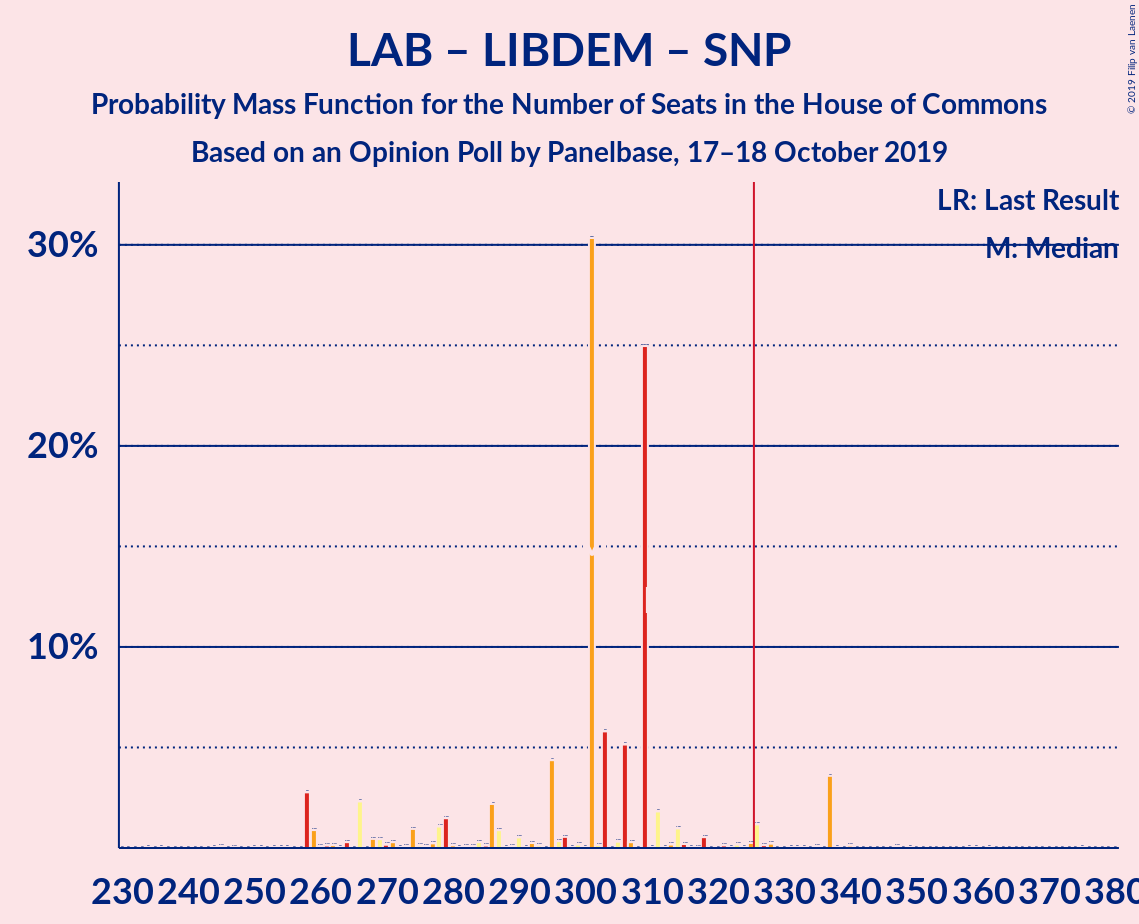 LAB – LIBDEM – SNP
Probability Mass Function for the Number of Seats in the House of Commons
Based on an Opinion Poll by Panelbase, 17–18 October 2019
© 2019 Filip van Laenen
LR: Last Result
M: Median
30%
20%
10%
230 240 250 260 270 280 290 300 310 320 330 340 350 360 370 380